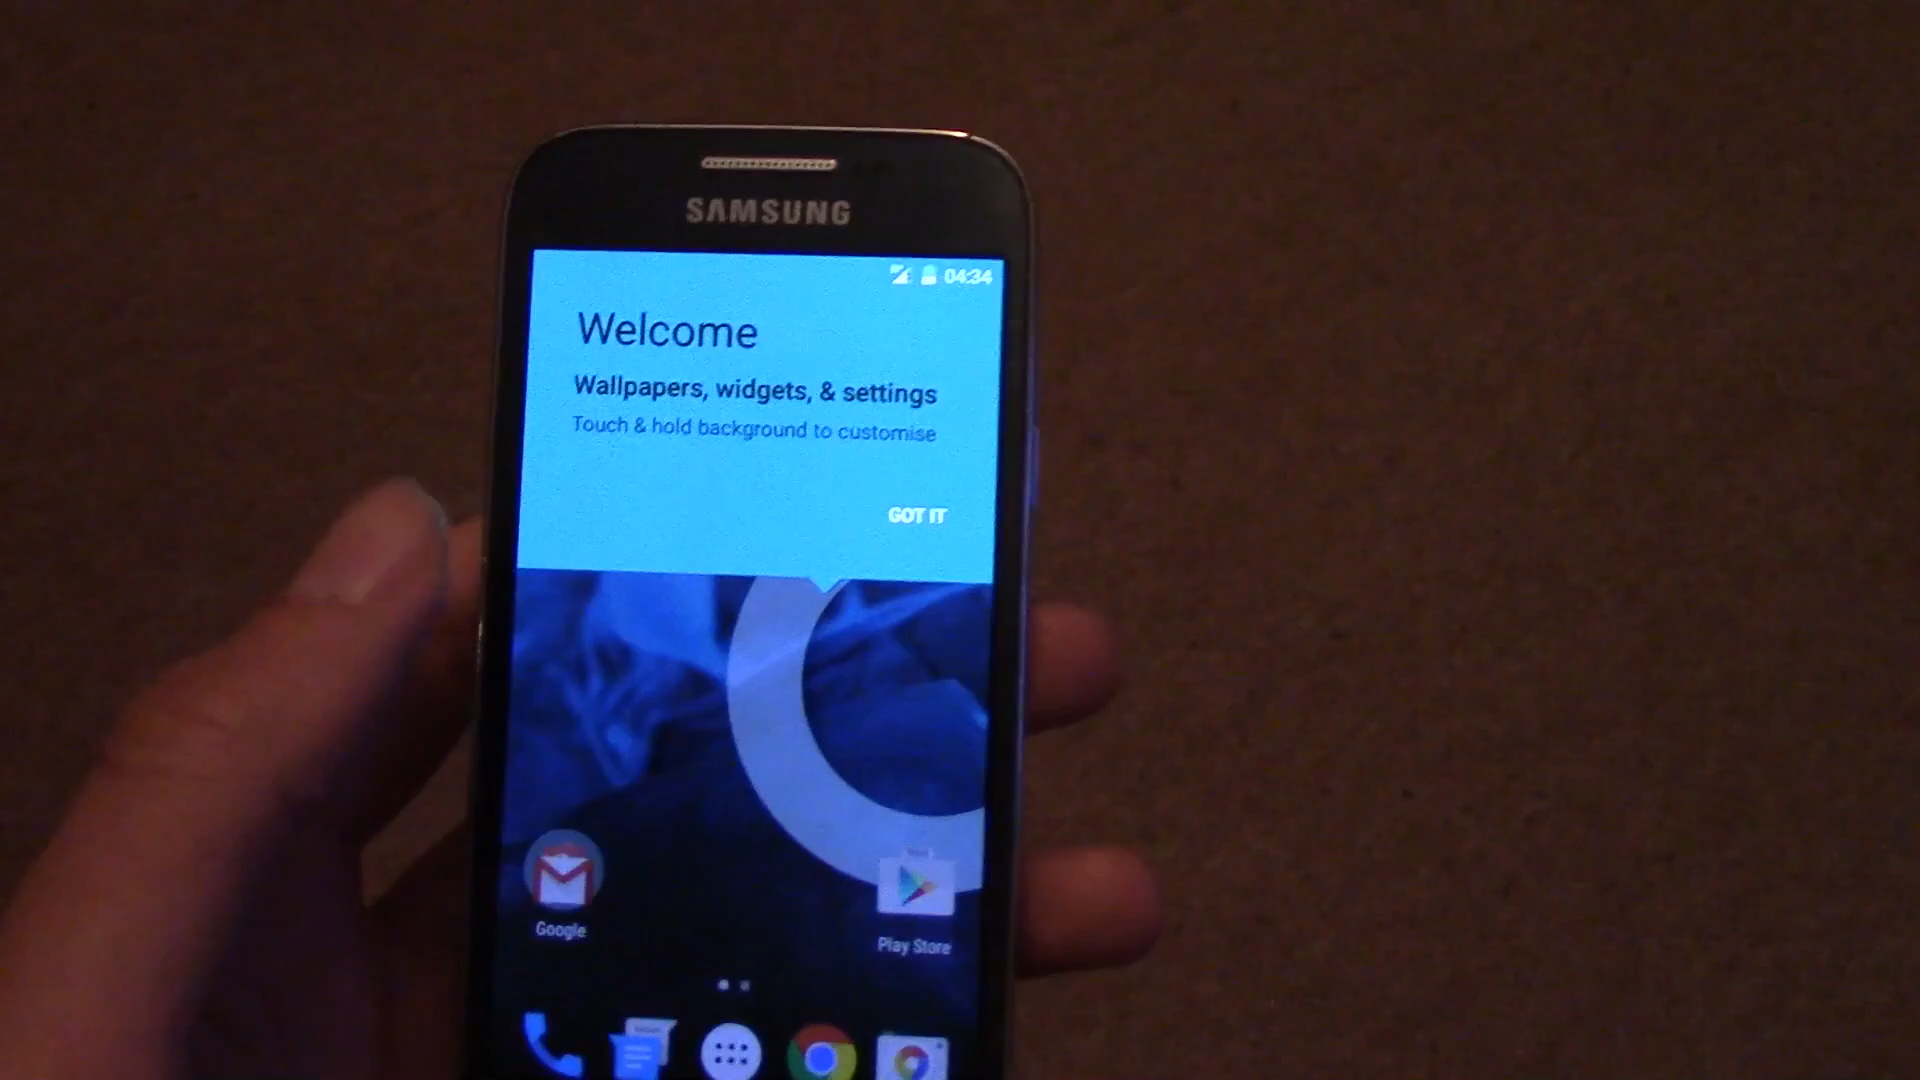 SAMSUNG
04:34
Welcome
Wallpapers, widgets, & settings
Touch & hold background to customise
GOT IT
Google
Play Store